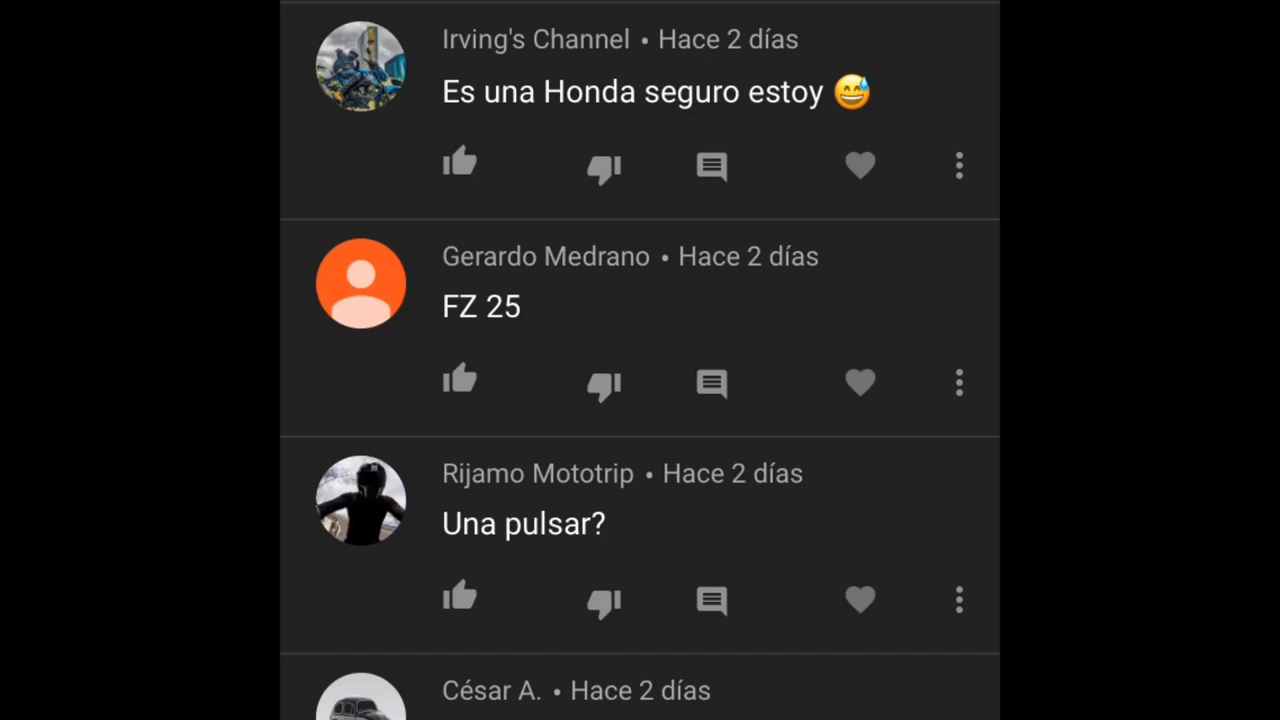 Irving's Channel • Hace 2 días
Es una Honda seguro estoy 😅
Gerardo Medrano • Hace 2 días
FZ 25
Rijamo Mototrip • Hace 2 días
Una pulsar?
César A. • Hace 2 días